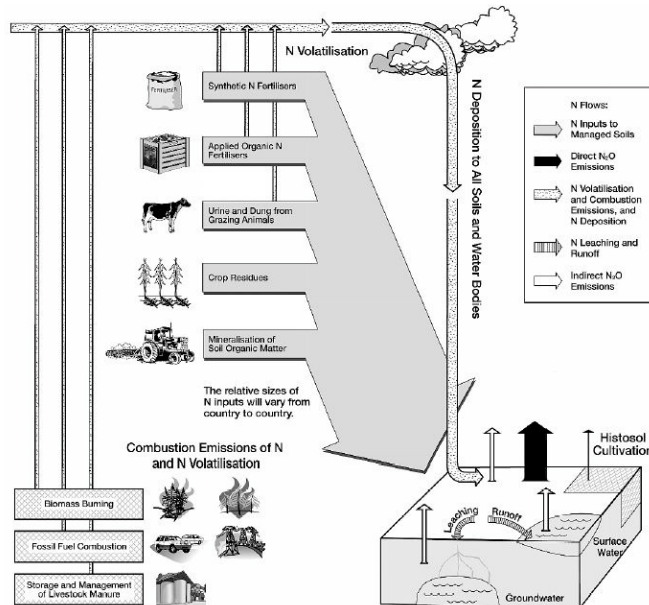 N Volatilisation
FERTILISER
Synthetic N Fertilisers
Applied Organic N
Fertilisers
Urine and Dung from
Grazing Animals
Crop Residues
Mineralisation of
Soil Organic Matter
The relative sizes of
N inputs will vary from
country to country.
N Deposition to All Soils and Water Bodies
N Flows:
N Inputs to
Managed Soils
Direct N₂O
Emissions
N Volatilisation
and Combustion
Emissions, and
N Deposition
N Leaching and
Runoff
Indirect N₂O
Emissions
Combustion Emissions of N
and N Volatilisation
Biomass Burning
Fossil Fuel Combustion
Storage and Management
of Livestock Manure
Histosol
Cultivation
Leaching
Runoff
Surface
Water
Groundwater